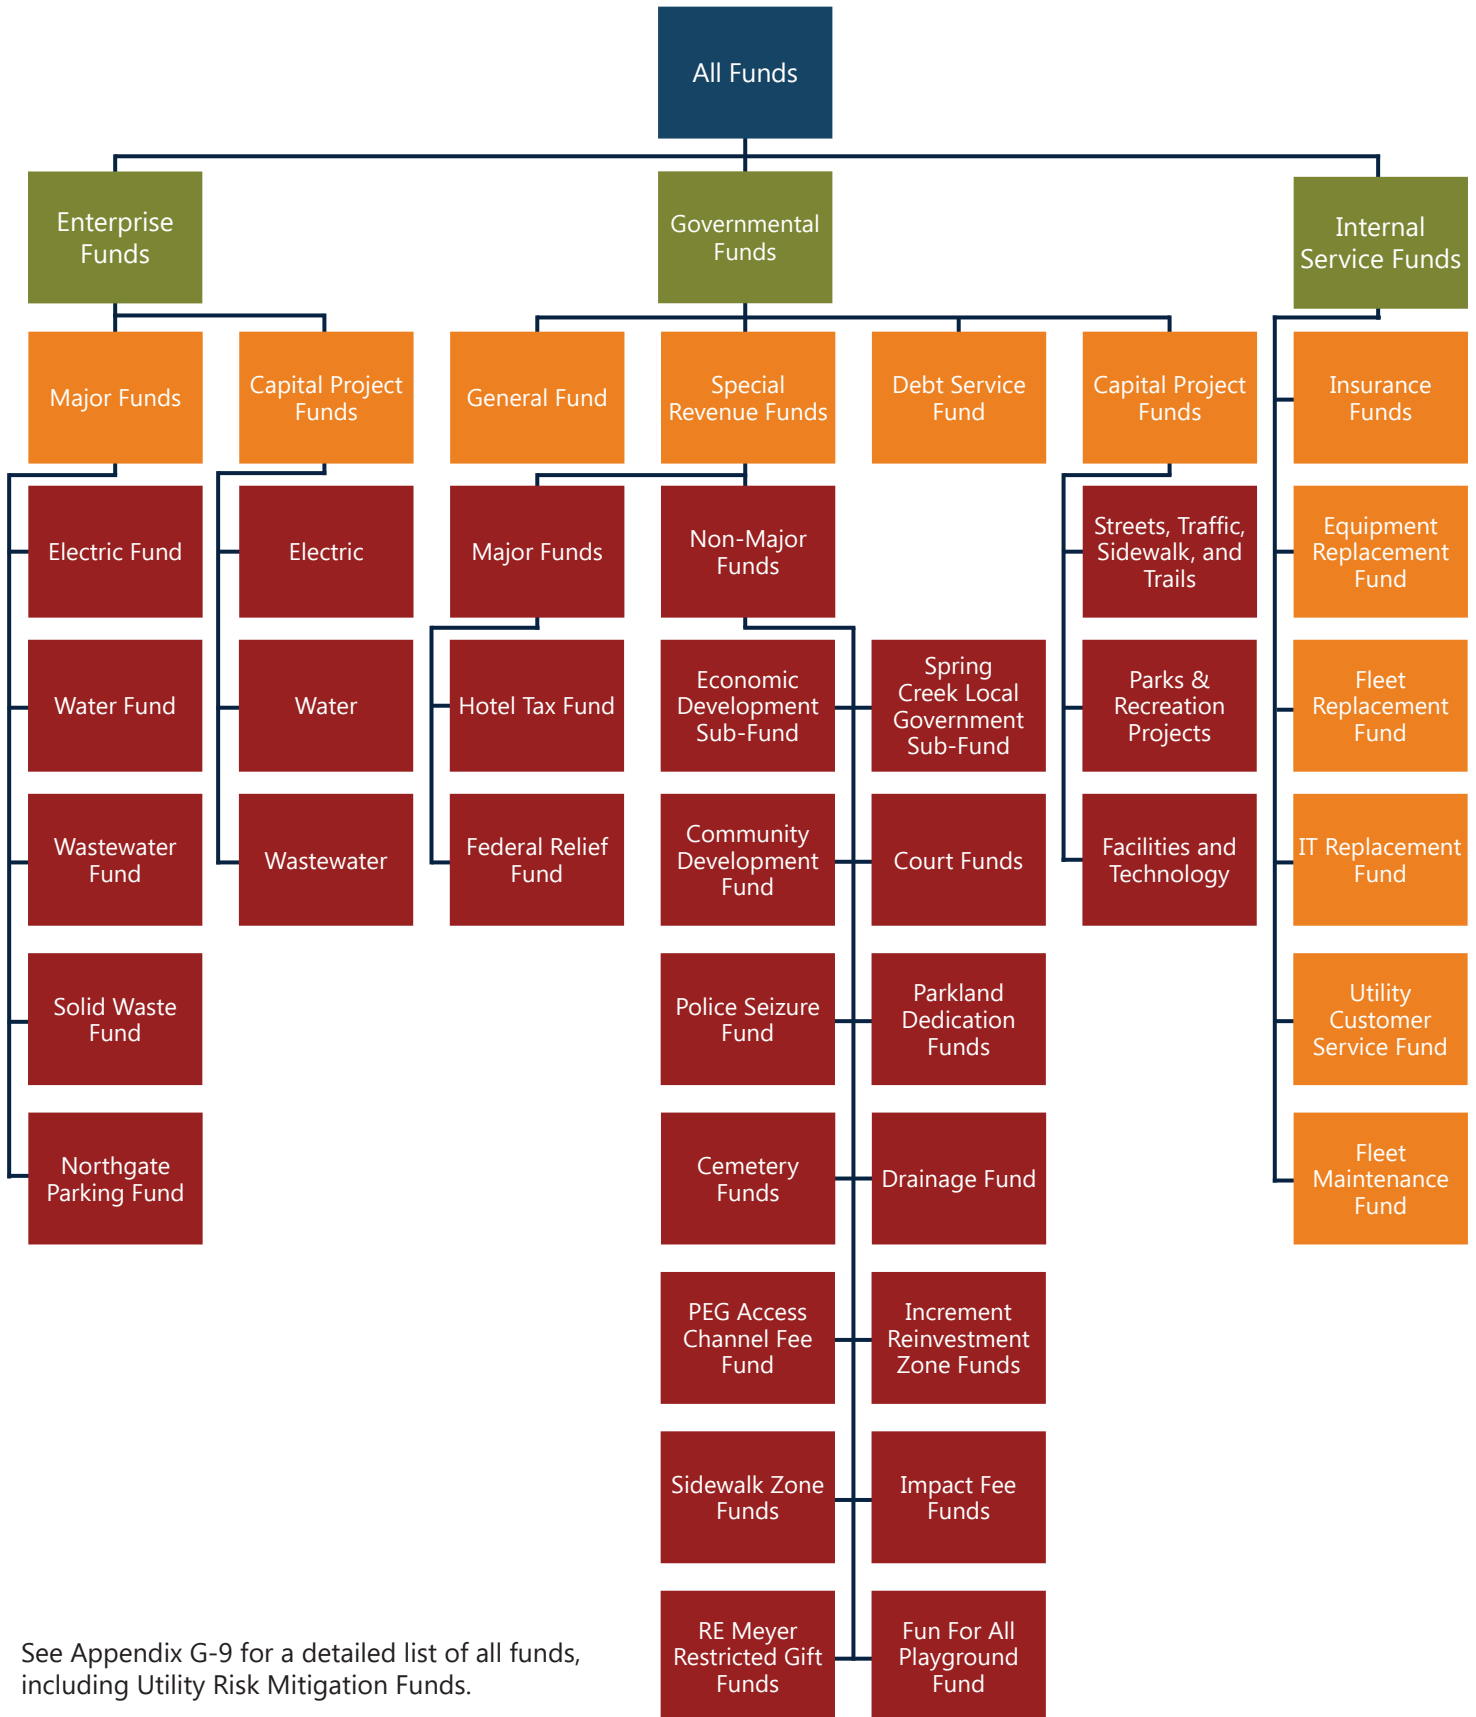 All Funds
Enterprise
Funds
Governmental
Funds
Internal
Service Funds
Major Funds
Capital Project
Funds
General Fund
Special
Revenue Funds
Debt Service
Fund
Capital Project
Funds
Insurance
Funds
Electric Fund
Electric
Major Funds
Non-Major
Funds
Streets, Traffic,
Sidewalk, and
Trails
Equipment
Replacement
Fund
Water Fund
Water
Hotel Tax Fund
Economic
Development
Sub-Fund
Spring
Creek Local
Government
Sub-Fund
Parks &
Recreation
Projects
Fleet
Replacement
Fund
Wastewater
Fund
Wastewater
Federal Relief
Fund
Community
Development
Fund
Court Funds
Facilities and
Technology
IT Replacement
Fund
Solid Waste
Fund
Police Seizure
Fund
Parkland
Dedication
Funds
Utility
Customer
Service Fund
Northgate
Parking Fund
Cemetery
Funds
Drainage Fund
Fleet
Maintenance
Fund
PEG Access
Channel Fee
Fund
Increment
Reinvestment
Zone Funds
Sidewalk Zone
Funds
Impact Fee
Funds
RE Meyer
Restricted Gift
Funds
Fun For All
Playground
Fund
See Appendix G-9 for a detailed list of all funds,
including Utility Risk Mitigation Funds.